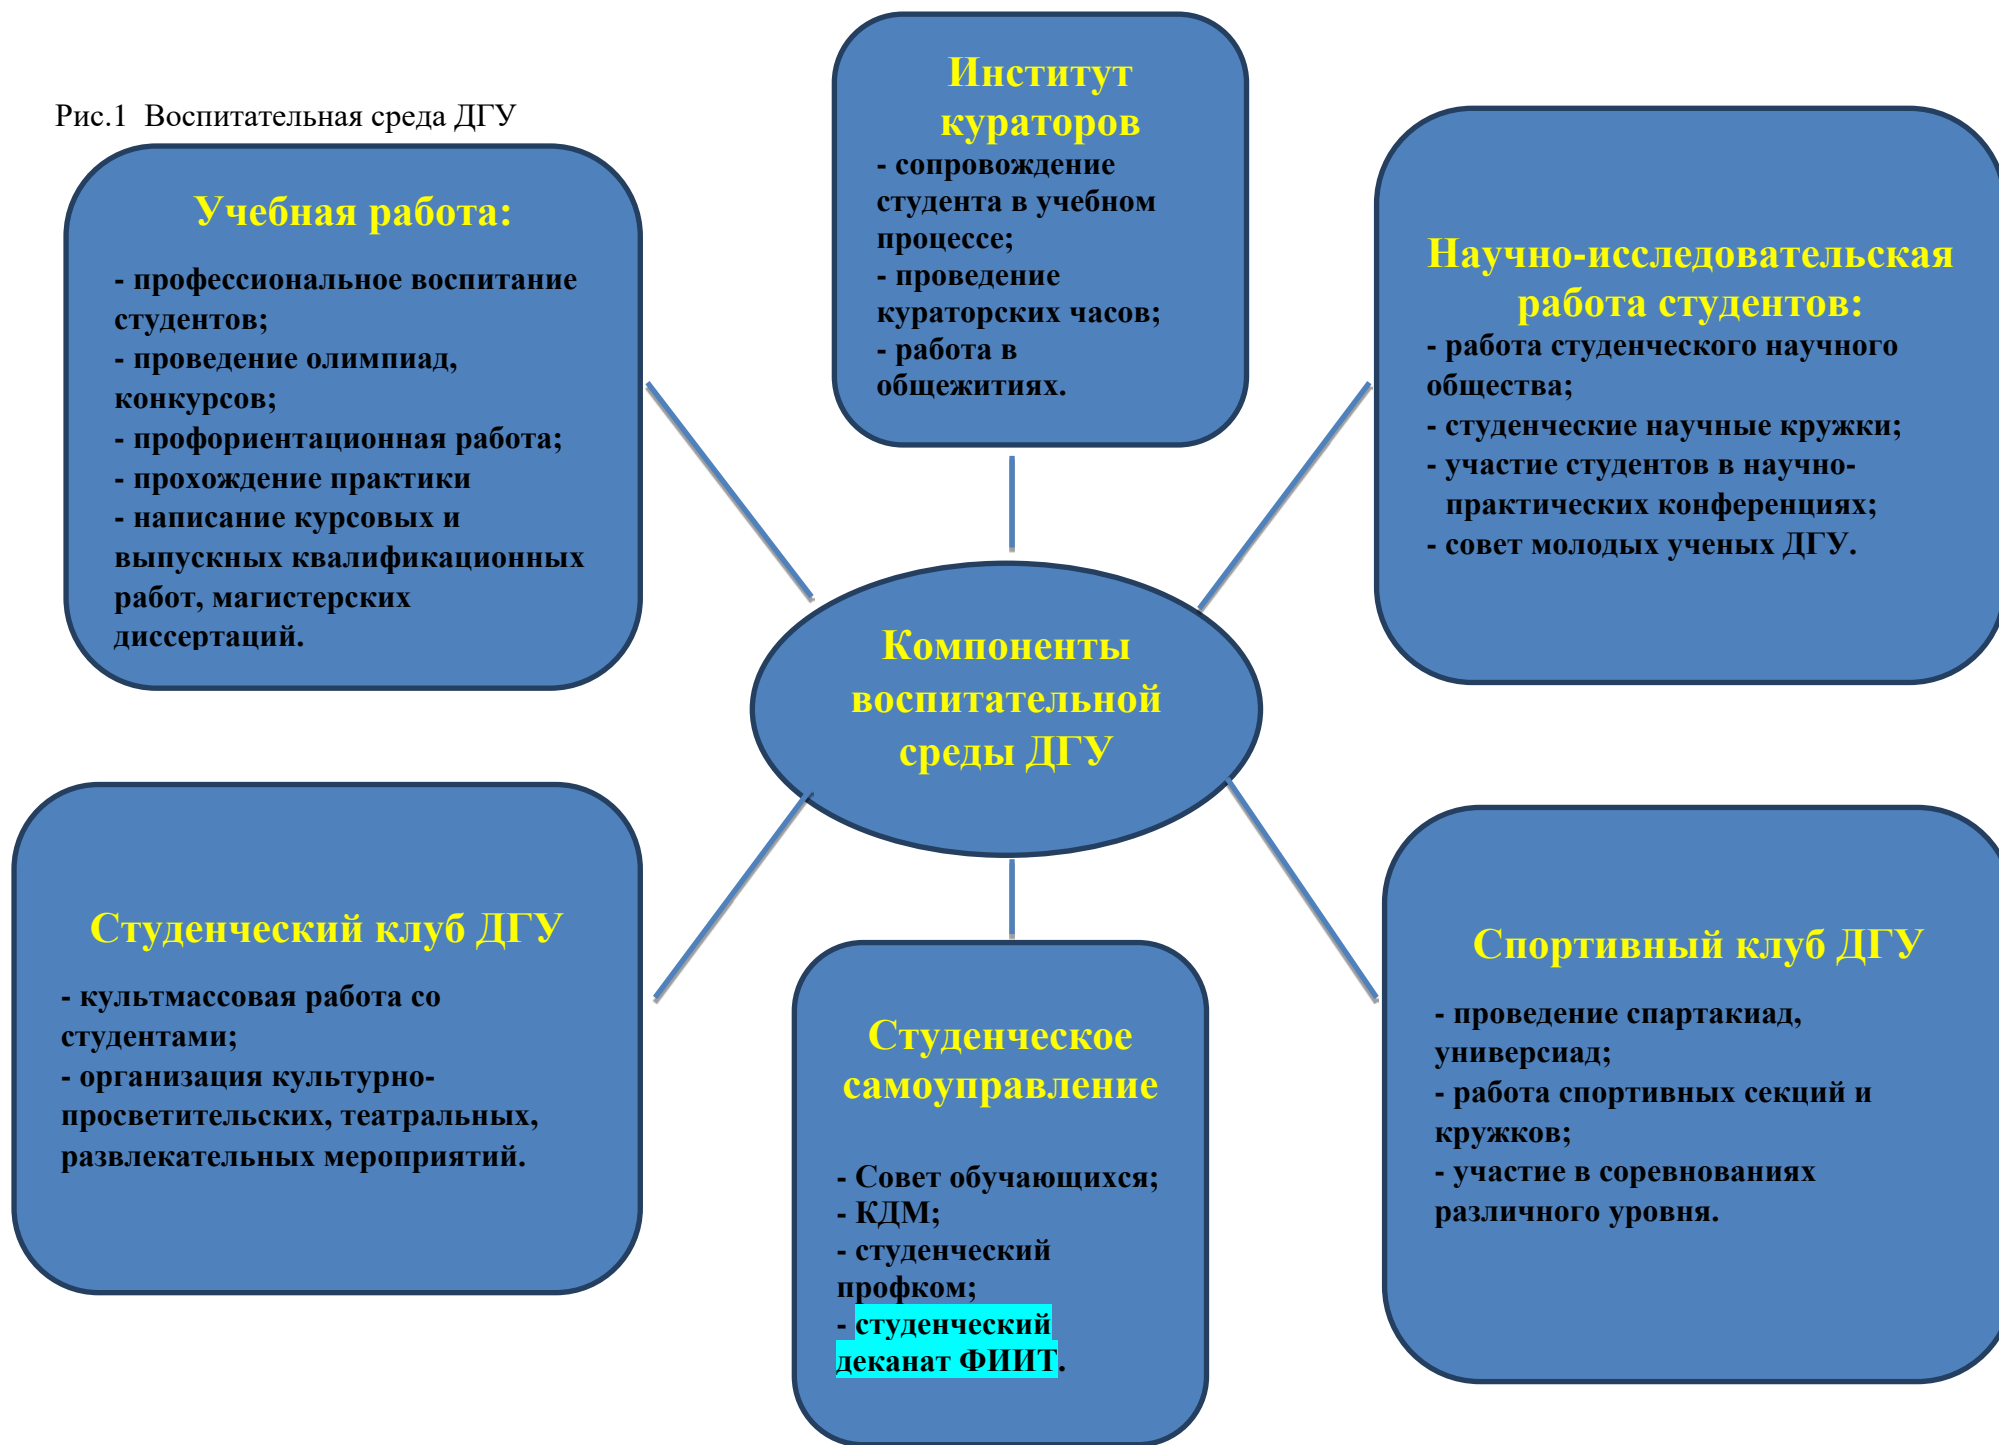 Рис.1  Воспитательная среда ДГУ
Учебная работа:
- профессиональное воспитание
студентов;
- проведение олимпиад,
конкурсов;
- профориентационная работа;
- прохождение практики
- написание курсовых и
выпускных квалификационных
работ, магистерских
диссертаций.
Институт
кураторов
- сопровождение
студента в учебном
процессе;
- проведение
кураторских часов;
- работа в
общежитиях.
Научно-исследовательская
работа студентов:
- работа студенческого научного
общества;
- студенческие научные кружки;
- участие студентов в научно-
практических конференциях;
- совет молодых ученых ДГУ.
Компоненты
воспитательной
среды ДГУ
Студенческий клуб ДГУ
- культмассовая работа со
студентами;
- организация культурно-
просветительских, театральных,
развлекательных мероприятий.
Студенческое
самоуправление
- Совет обучающихся;
- КДМ;
- студенческий
профком;
- студенческий
деканат ФИИТ.
Спортивный клуб ДГУ
- проведение спартакиад,
универсиад;
- работа спортивных секций и
кружков;
- участие в соревнованиях
различного уровня.